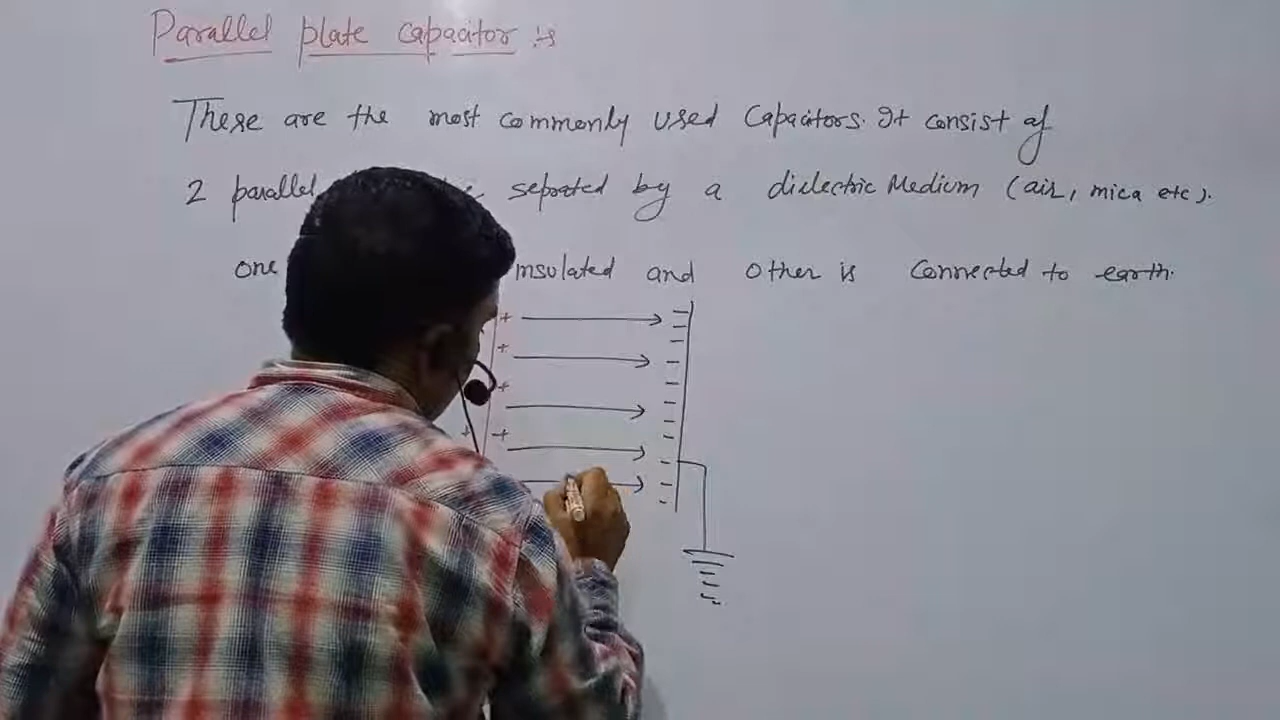 Parallel plate capacitor :-
These are the most commonly used Capacitors. It consist of
2 parallel seprated by a dielectric Medium (air, mica etc).
one insulated and other is Connected to earth.